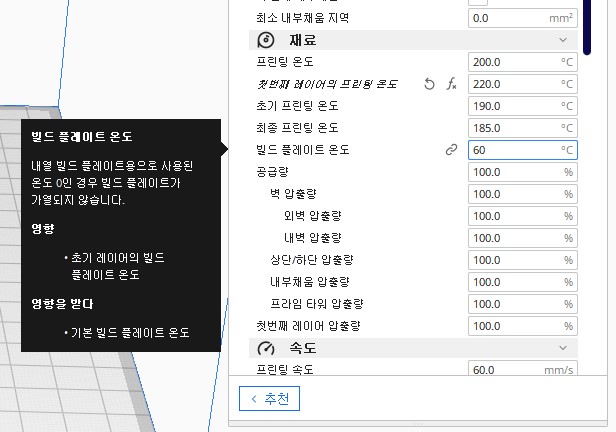 최소 내부채움 지역 0.0 mm²
재료
프린팅 온도 200.0 °C
첫번째 레이어의 프린팅 온도 220.0 °C
초기 프린팅 온도 190.0 °C
최종 프린팅 온도 185.0 °C
빌드 플레이트 온도 60 °C
공급량 100.0 %
벽 압출량 100.0 %
외벽 압출량 100.0 %
내벽 압출량 100.0 %
상단/하단 압출량 100.0 %
내부채움 압출량 100.0 %
프라임 타워 압출량 100.0 %
첫번째 레이어 압출량 100.0 %
속도
프린팅 속도 60.0 mm/s
추천
빌드 플레이트 온도
내열 빌드 플레이트용으로 사용된
온도 0인 경우 빌드 플레이트가
가열되지 않습니다.
영향
• 초기 레이어의 빌드
플레이트 온도
영향을 받다
• 기본 빌드 플레이트 온도